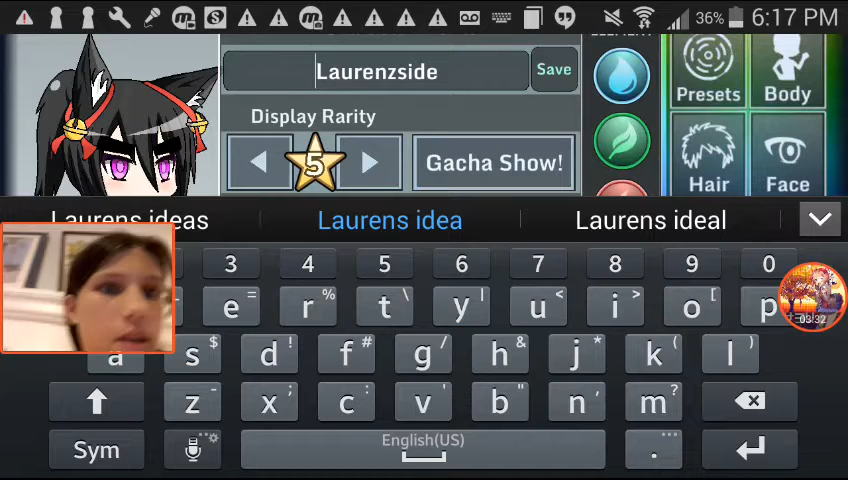 36% 6:17 PM
Laurenzside
Save
Display Rarity
5
Gacha Show!
Presets
Body
Hair
Face
Laurens ideas
Laurens idea
Laurens ideal
3 4 5 6 7 8 9 0
e = r % t \ y | u < i > o [ p
03:32
a s $ d ! f # g / h & j * k ( l )
z - x ; c : v ' b " n , m ?
Sym
English(US)
.